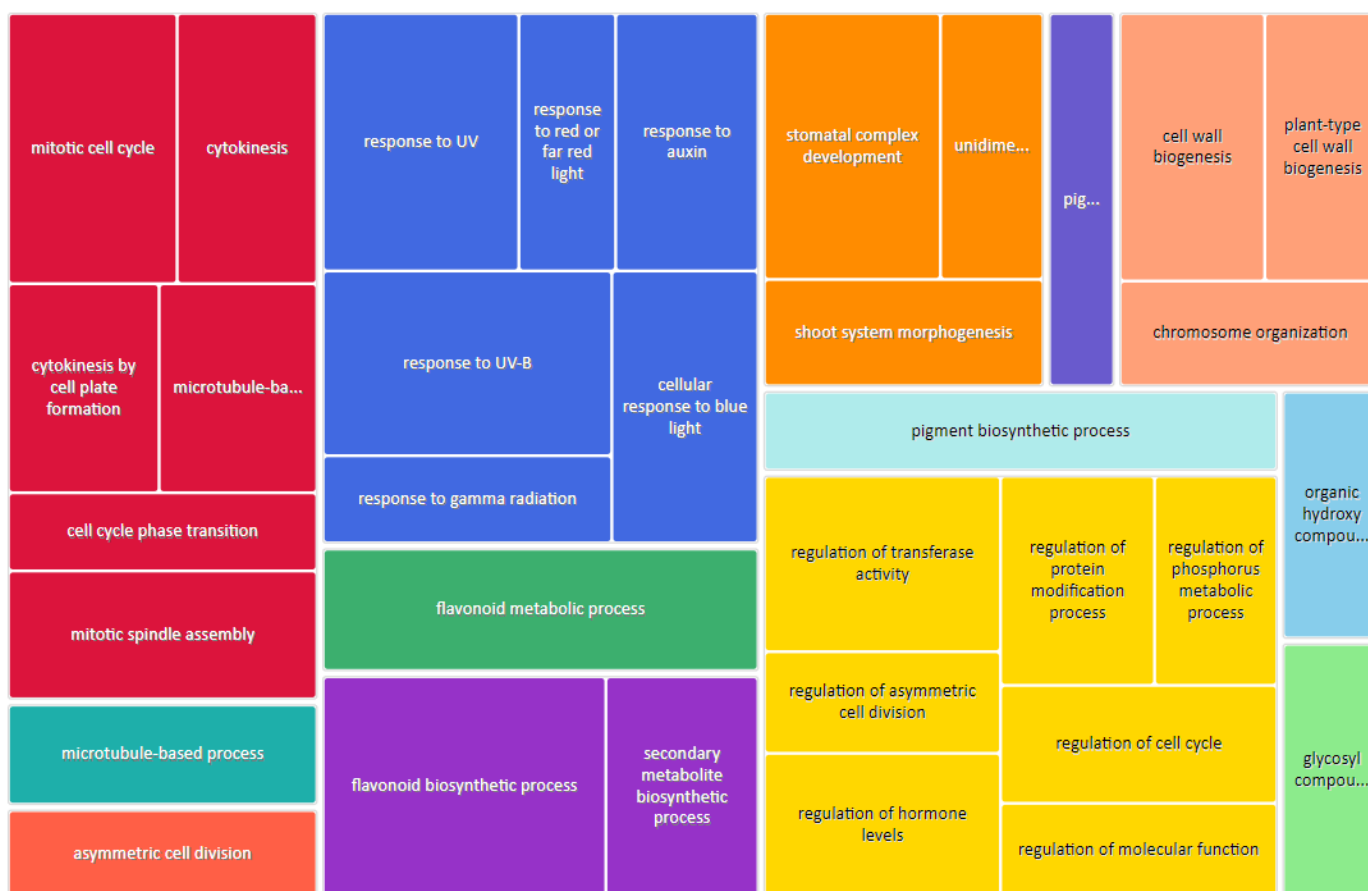 mitotic cell cycle
cytokinesis
cytokinesis by
cell plate
formation
microtubule-ba...
cell cycle phase transition
mitotic spindle assembly
microtubule-based process
asymmetric cell division
response to UV
response
to red or
far red
light
response to
auxin
response to UV-B
cellular
response to blue
light
response to gamma radiation
flavonoid metabolic process
flavonoid biosynthetic process
secondary
metabolite
biosynthetic
process
stomatal complex
development
unidime...
shoot system morphogenesis
pig...
cell wall
biogenesis
plant-type
cell wall
biogenesis
chromosome organization
pigment biosynthetic process
organic
hydroxy
compou...
regulation of transferase
activity
regulation of
protein
modification
process
regulation of
phosphorus
metabolic
process
regulation of asymmetric
cell division
regulation of cell cycle
regulation of hormone
levels
regulation of molecular function
glycosyl
compou...